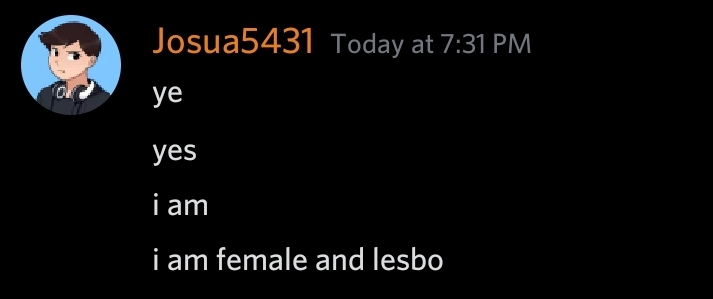 Josua5431 Today at 7:31 PM
ye
yes
i am
i am female and lesbo